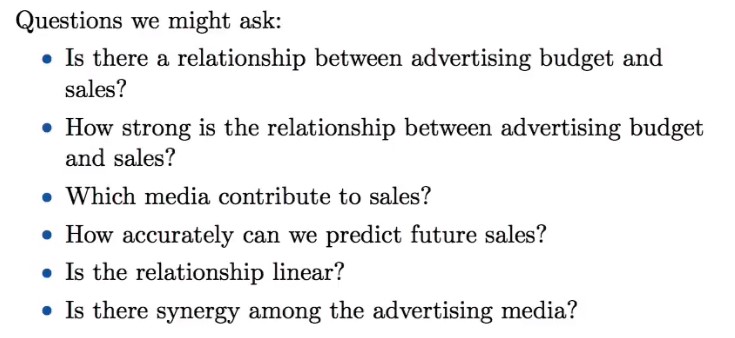 Questions we might ask:
• Is there a relationship between advertising budget and
sales?
• How strong is the relationship between advertising budget
and sales?
• Which media contribute to sales?
• How accurately can we predict future sales?
• Is the relationship linear?
• Is there synergy among the advertising media?